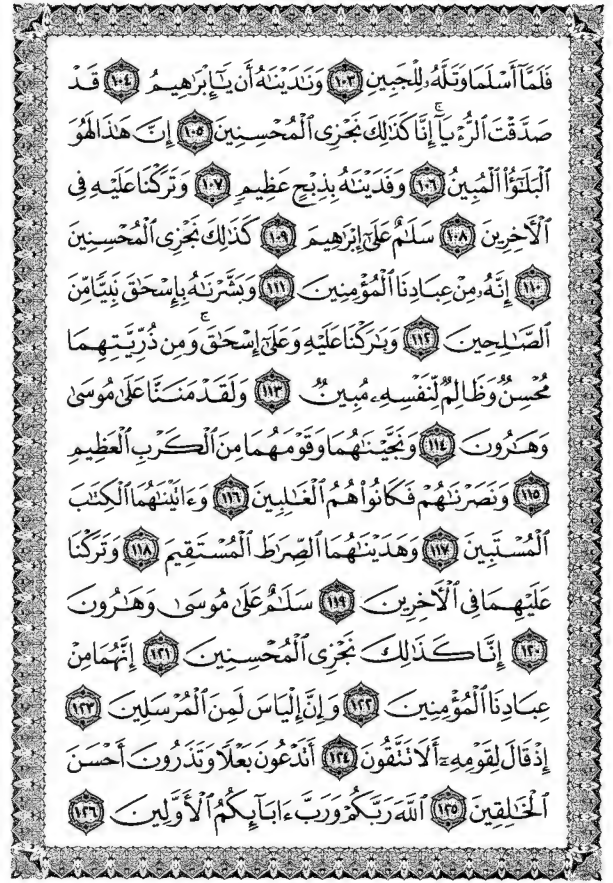 فَلَمَّآ أَسْلَمَا وَتَلَّهُۥ لِلْجَبِينِ ١٠٣ وَنَٰدَيْنَٰهُ أَن يَٰٓإِبْرَٰهِيمُ ١٠٤ قَدْ
صَدَّقْتَ ٱلرُّءْيَآۚ إِنَّا كَذَٰلِكَ نَجْزِى ٱلْمُحْسِنِينَ ١٠٥ إِنَّ هَٰذَا لَهُوَ
ٱلْبَلَٰٓؤُا۟ ٱلْمُبِينُ ١٠٦ وَفَدَيْنَٰهُ بِذِبْحٍ عَظِيمٍ ١٠٧ وَتَرَكْنَا عَلَيْهِ فِى
ٱلْءَاخِرِينَ ١٠٨ سَلَٰمٌ عَلَىٰٓ إِبْرَٰهِيمَ ١٠٩ كَذَٰلِكَ نَجْزِى ٱلْمُحْسِنِينَ
١١٠ إِنَّهُۥ مِنْ عِبَادِنَا ٱلْمُؤْمِنِينَ ١١١ وَبَشَّرْنَٰهُ بِإِسْحَٰقَ نَبِيًّا مِّنَ
ٱلصَّٰلِحِينَ ١١٢ وَبَٰرَكْنَا عَلَيْهِ وَعَلَىٰٓ إِسْحَٰقَۚ وَمِن ذُرِّيَّتِهِمَا
مُحْسِنٌ وَظَالِمٌ لِّنَفْسِهِۦ مُبِينٌ ١١٣ وَلَقَدْ مَنَنَّا عَلَىٰ مُوسَىٰ
وَهَٰرُونَ ١١٤ وَنَجَّيْنَٰهُمَا وَقَوْمَهُمَا مِنَ ٱلْكَرْبِ ٱلْعَظِيمِ
١١٥ وَنَصَرْنَٰهُمْ فَكَانُوا۟ هُمُ ٱلْغَٰلِبِينَ ١١٦ وَءَاتَيْنَٰهُمَا ٱلْكِتَٰبَ
ٱلْمُسْتَبِينَ ١١٧ وَهَدَيْنَٰهُمَا ٱلصِّرَٰطَ ٱلْمُسْتَقِيمَ ١١٨ وَتَرَكْنَا
عَلَيْهِمَا فِى ٱلْءَاخِرِينَ ١١٩ سَلَٰمٌ عَلَىٰ مُوسَىٰ وَهَٰرُونَ
١٢٠ إِنَّا كَذَٰلِكَ نَجْزِى ٱلْمُحْسِنِينَ ١٢١ إِنَّهُمَا مِنْ
عِبَادِنَا ٱلْمُؤْمِنِينَ ١٢٢ وَإِنَّ إِلْيَاسَ لَمِنَ ٱلْمُرْسَلِينَ ١٢٣
إِذْ قَالَ لِقَوْمِهِۦٓ أَلَا تَتَّقُونَ ١٢٤ أَتَدْعُونَ بَعْلًا وَتَذَرُونَ أَحْسَنَ
ٱلْخَٰلِقِينَ ١٢٥ ٱللَّهَ رَبَّكُمْ وَرَبَّ ءَابَآئِكُمُ ٱلْأَوَّلِينَ ١٢٦